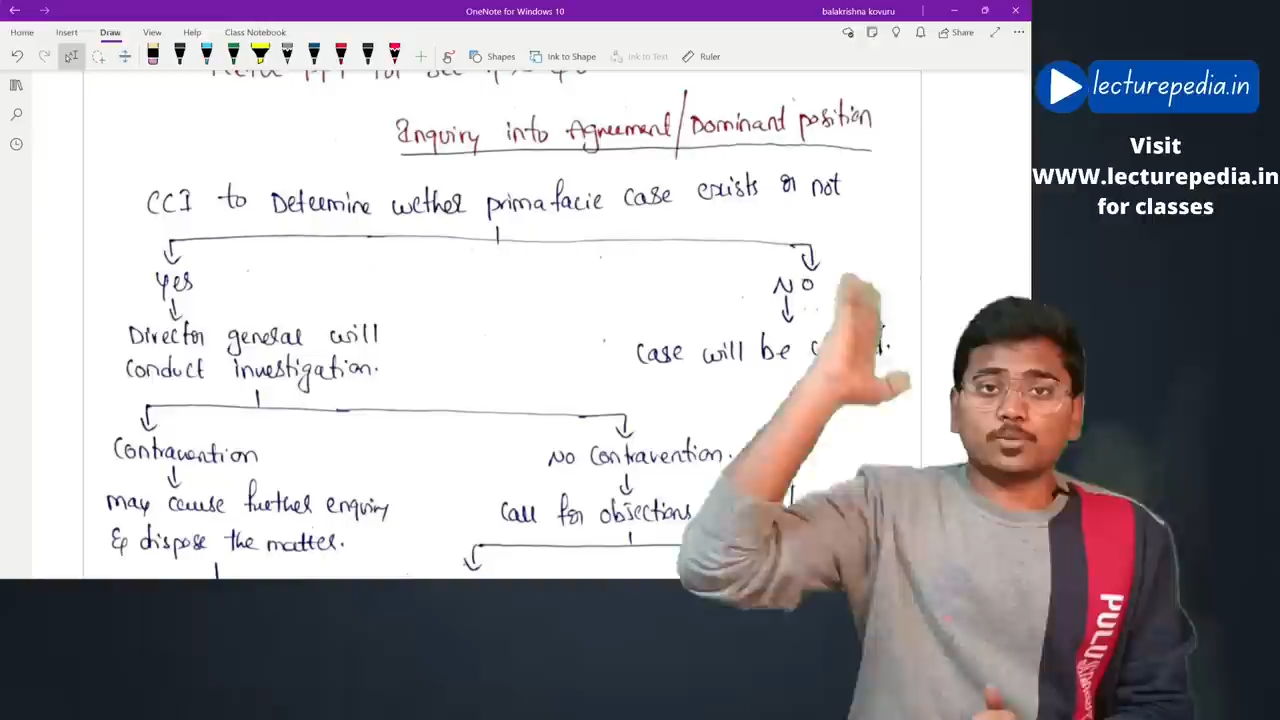 OneNote for Windows 10
balakrishna kovuru
Home Insert Draw View Help Class Notebook
Share
Shapes Ink to Shape Ink to Text Ruler
lecturepedia.in
Visit
WWW.lecturepedia.in
for classes
Enquiry into Agreement/Dominant position
CCI to Determine wether primafacie case exists or not
Yes
NO
Director general will
conduct investigation.
case will be
Contravention
No Contravention.
may cause further enquiry
& dispose the matter.
Call for objections